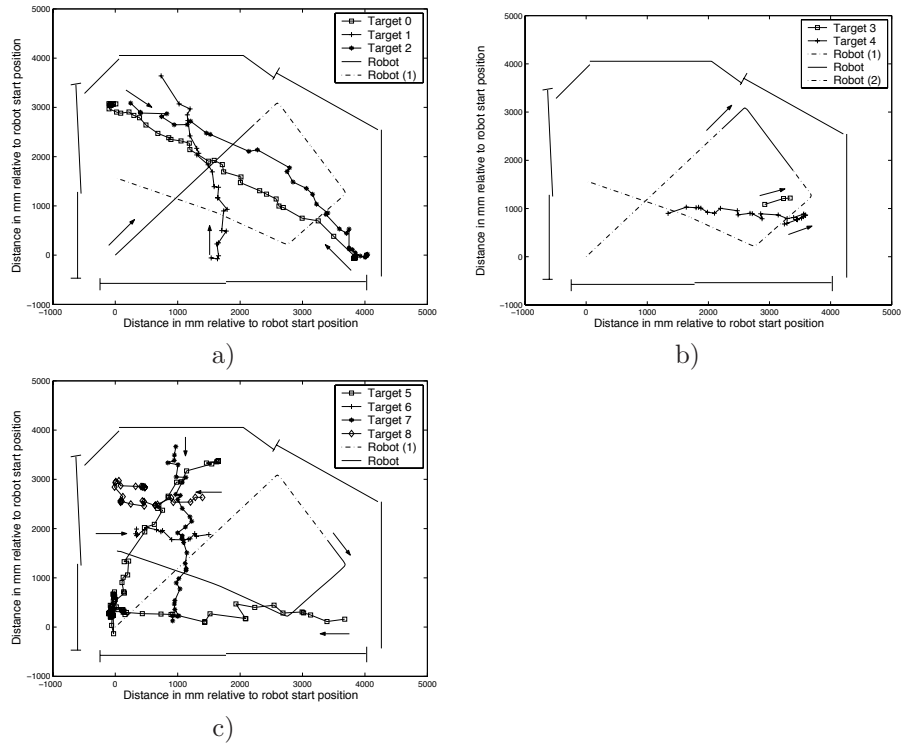 5000
4000
3000
2000
1000
0
-1000
Distance in mm relative to robot start position
-1000 0 1000 2000 3000 4000 5000
Distance in mm relative to robot start position
Target 0
Target 1
Target 2
Robot
Robot (1)
a)
5000
4000
3000
2000
1000
0
-1000
Distance in mm relative to robot start position
-1000 0 1000 2000 3000 4000 5000
Distance in mm relative to robot start position
Target 3
Target 4
Robot (1)
Robot
Robot (2)
b)
5000
4000
3000
2000
1000
0
-1000
Distance in mm relative to robot start position
-1000 0 1000 2000 3000 4000 5000
Distance in mm relative to robot start position
Target 5
Target 6
Target 7
Target 8
Robot (1)
Robot
c)